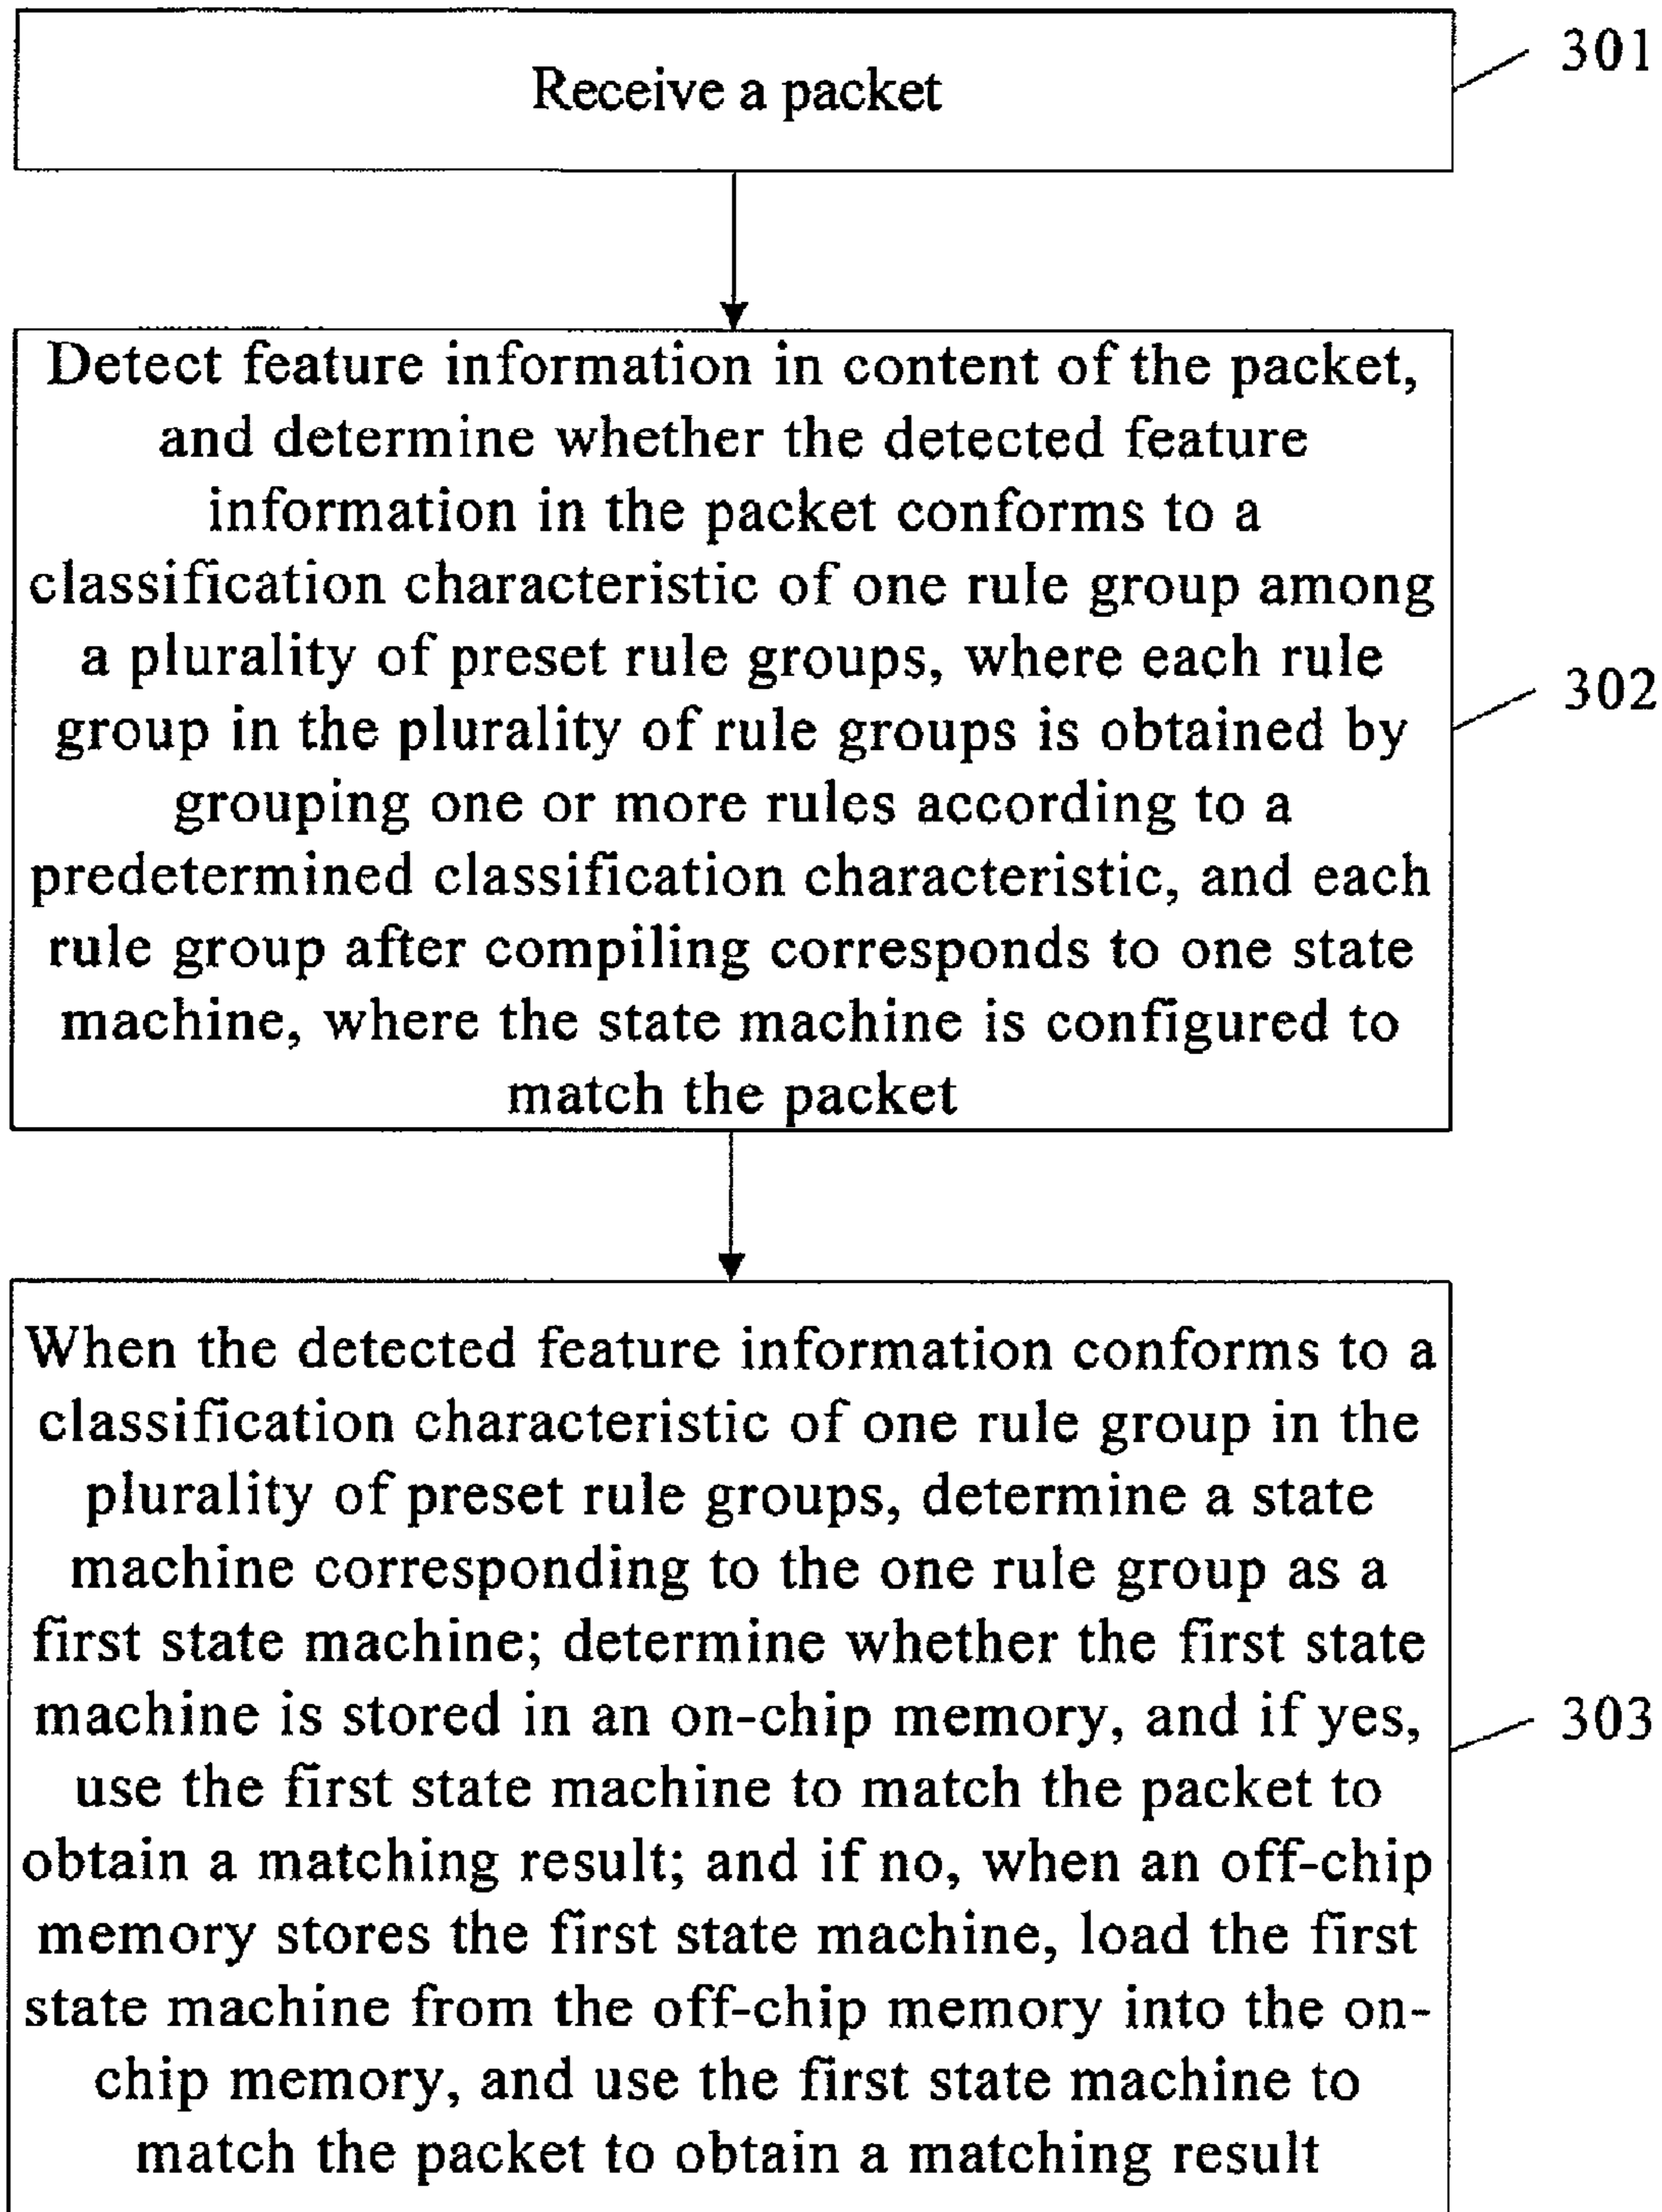 Receive a packet
301
Detect feature information in content of the packet,
and determine whether the detected feature
information in the packet conforms to a
classification characteristic of one rule group among
a plurality of preset rule groups, where each rule
group in the plurality of rule groups is obtained by
grouping one or more rules according to a
predetermined classification characteristic, and each
rule group after compiling corresponds to one state
machine, where the state machine is configured to
match the packet
302
When the detected feature information conforms to a
classification characteristic of one rule group in the
plurality of preset rule groups, determine a state
machine corresponding to the one rule group as a
first state machine; determine whether the first state
machine is stored in an on-chip memory, and if yes,
use the first state machine to match the packet to
obtain a matching result; and if no, when an off-chip
memory stores the first state machine, load the first
state machine from the off-chip memory into the on-
chip memory, and use the first state machine to
match the packet to obtain a matching result
303